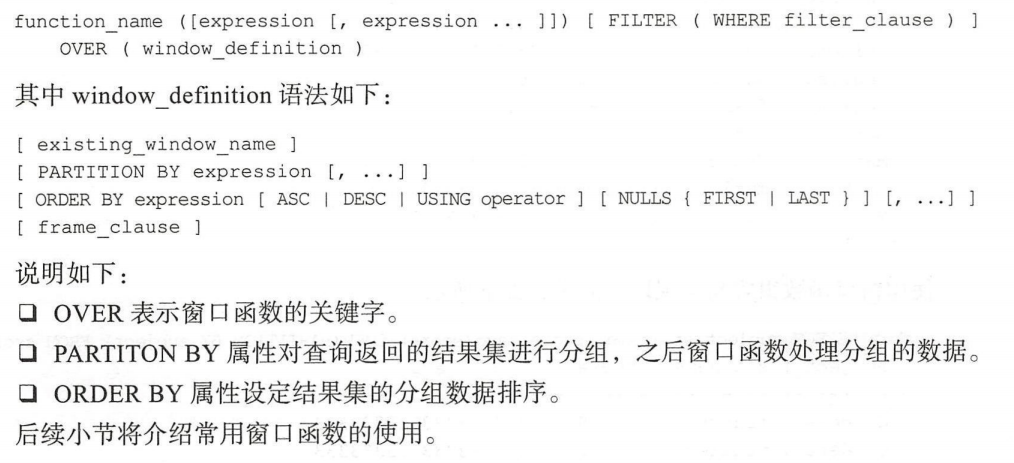 function_name ([expression [, expression ... ]]) [ FILTER ( WHERE filter_clause ) ]
OVER ( window_definition )
其中 window_definition 语法如下：
[ existing_window_name ]
[ PARTITION BY expression [, ...] ]
[ ORDER BY expression [ ASC | DESC | USING operator ] [ NULLS { FIRST | LAST } ] [, ...] ]
[ frame_clause ]
说明如下：
❑ OVER 表示窗口函数的关键字。
❑ PARTITON BY 属性对查询返回的结果集进行分组，之后窗口函数处理分组的数据。
❑ ORDER BY 属性设定结果集的分组数据排序。
后续小节将介绍常用窗口函数的使用。